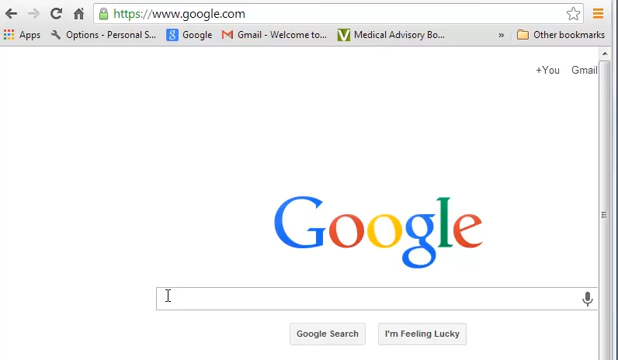 https://www.google.com
Apps Options - Personal S... Google Gmail - Welcome to... Medical Advisory Bo... » Other bookmarks
+You Gmail
Google
Google Search I'm Feeling Lucky